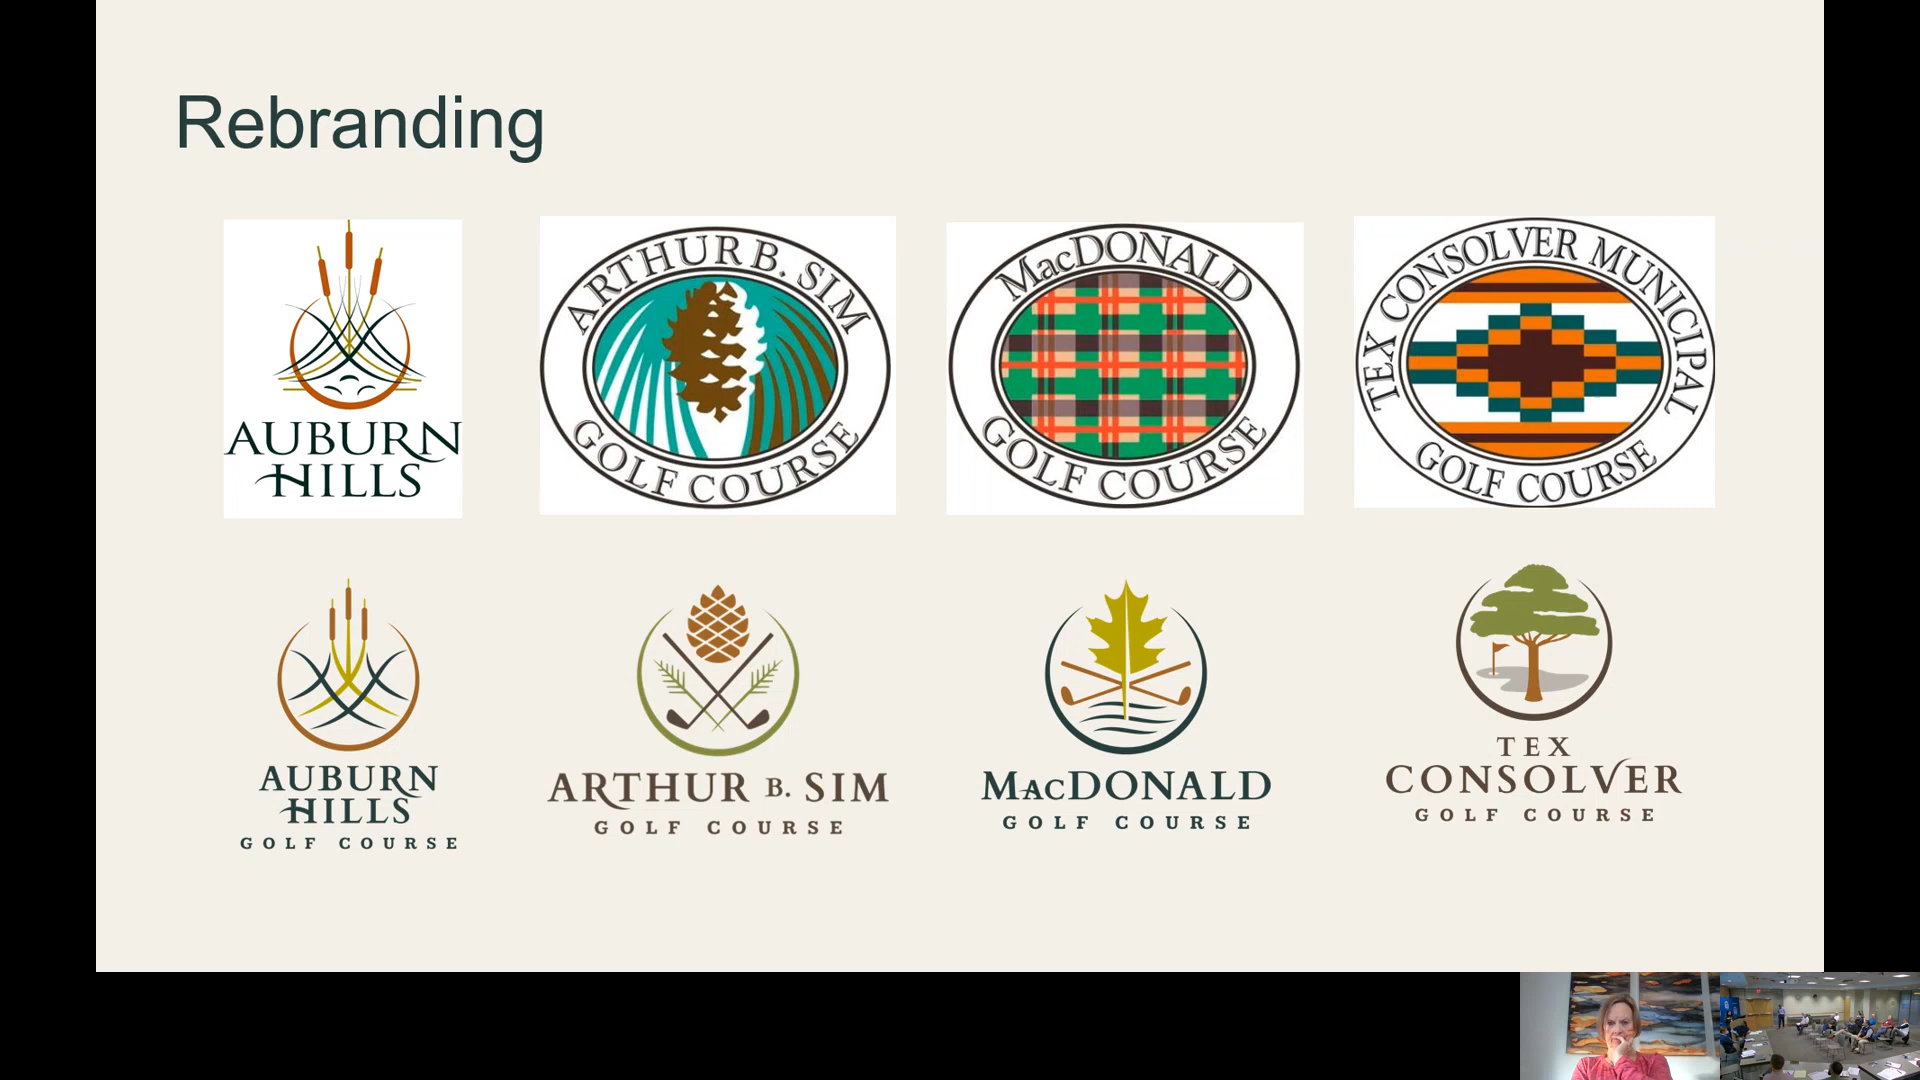 Rebranding
AUBURN
HILLS
ARTHUR B. SIM
GOLF COURSE
MacDONALD
GOLF COURSE
TEX CONSOLVER MUNICIPAL
GOLF COURSE
AUBURN
HILLS
GOLF COURSE
ARTHUR B. SIM
GOLF COURSE
MACDONALD
GOLF COURSE
TEX
CONSOLVER
GOLF COURSE